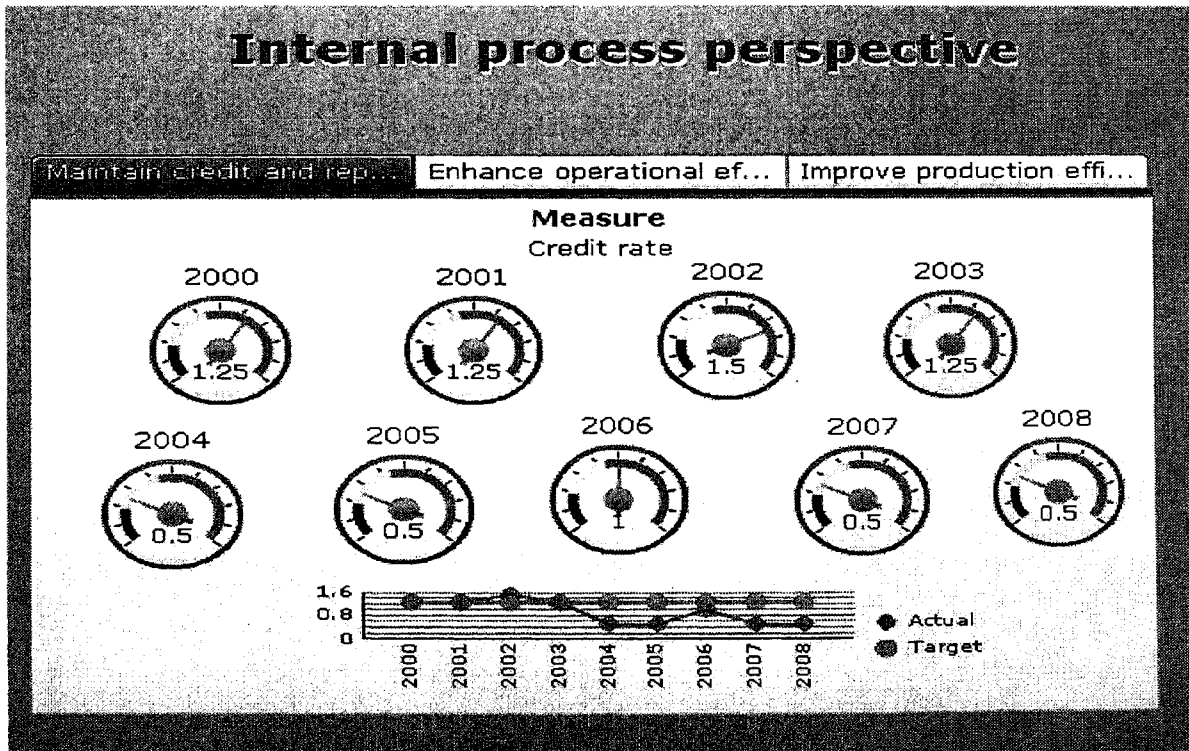 Internal process perspective
Maintain credit and rep... Enhance operational ef... Improve production effi...
Measure
Credit rate
2000 2001 2002 2003
1.25 1.25 1.5 1.25
2004 2005 2006 2007 2008
0.5 0.5 1 0.5 0.5
1.6
0.8
0
2000 2001 2002 2003 2004 2005 2006 2007 2008
Actual
Target